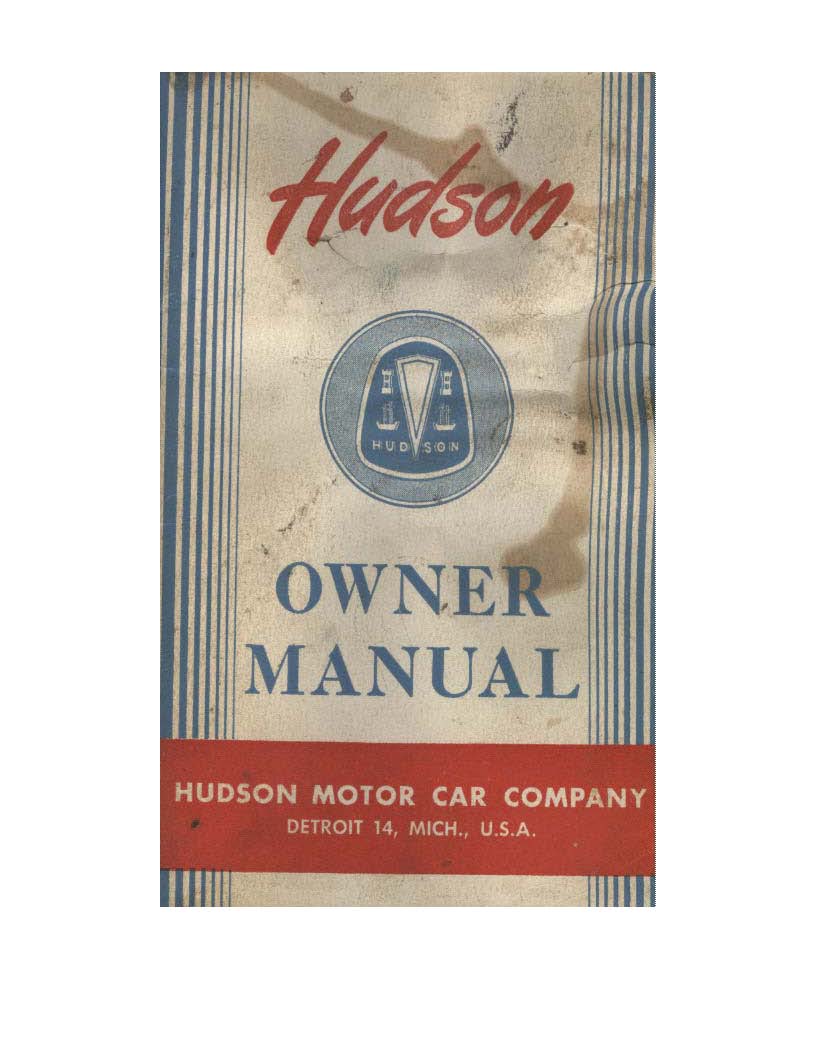 Hudson
HUDSON
OWNER
MANUAL
HUDSON MOTOR CAR COMPANY
DETROIT 14, MICH., U.S.A.